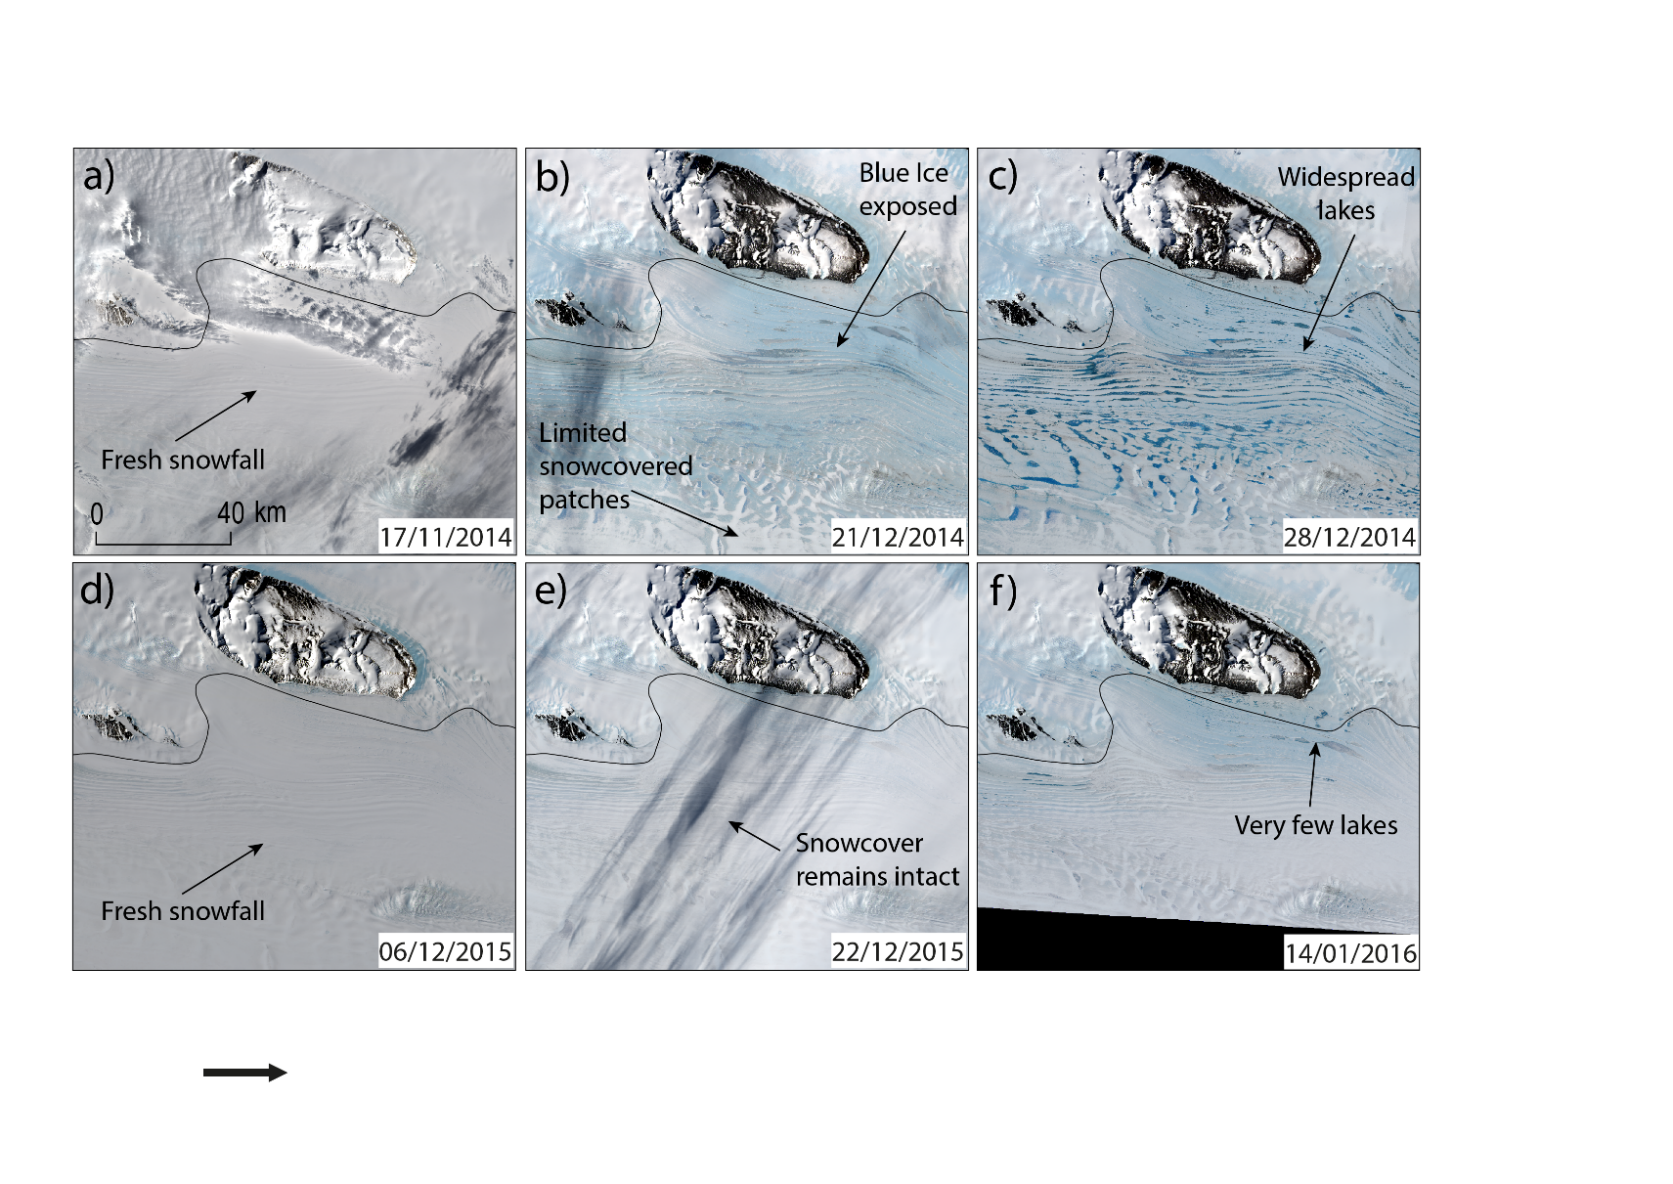 a)
Fresh snowfall
0 40 km
17/11/2014
b)
Blue Ice
exposed
Limited
snowcovered
patches
21/12/2014
c)
Widespread
lakes
28/12/2014
d)
Fresh snowfall
06/12/2015
e)
Snowcover
remains intact
22/12/2015
f)
Very few lakes
14/01/2016